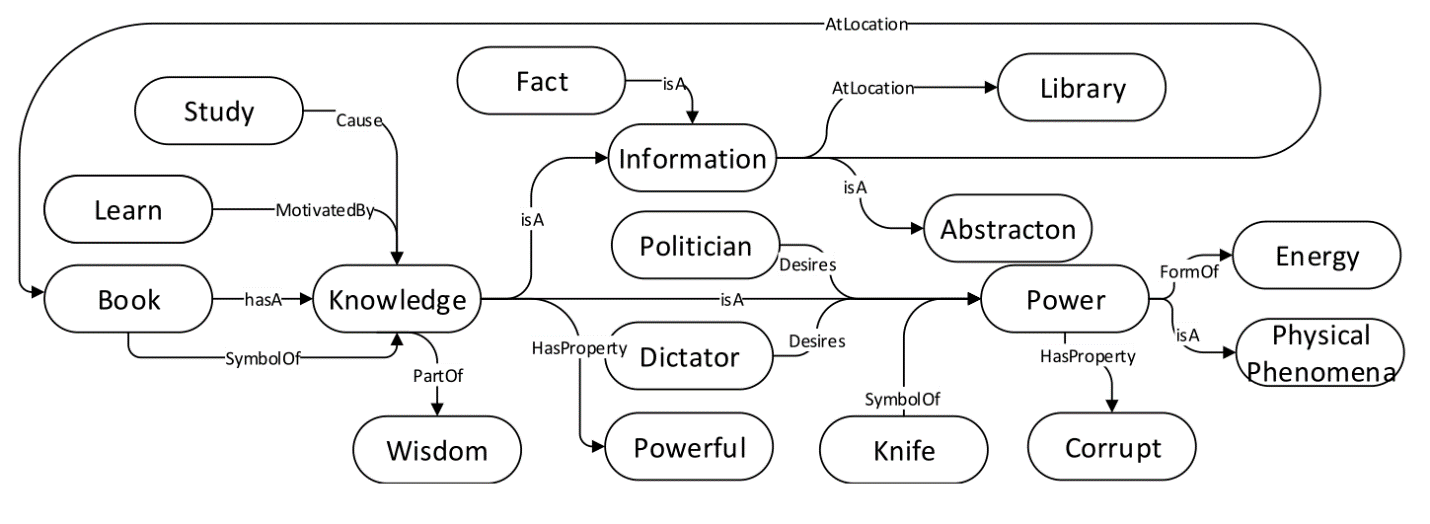 AtLocation
Fact
isA
Library
AtLocation
Study
Cause
Information
isA
Learn
MotivatedBy
isA
Abstracton
Politician
Desires
Energy
FormOf
Book
hasA
Knowledge
isA
Power
Physical
Phenomena
isA
SymbolOf
PartOf
HasProperty
Dictator
Desires
HasProperty
SymbolOf
Wisdom
Powerful
Knife
Corrupt